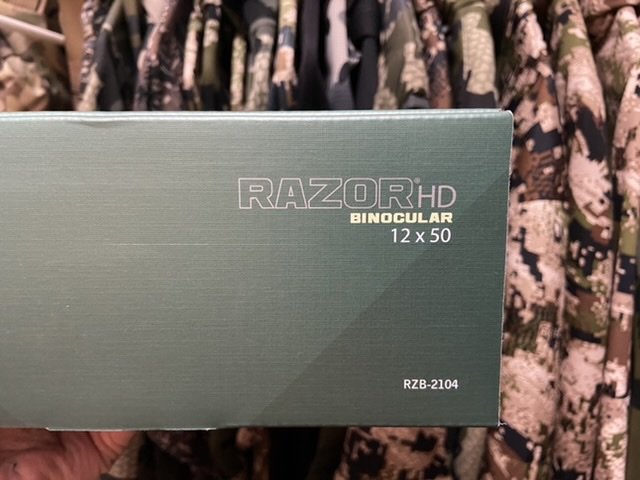 RAZOR® HD
BINOCULAR
12 x 50
RZB-2104